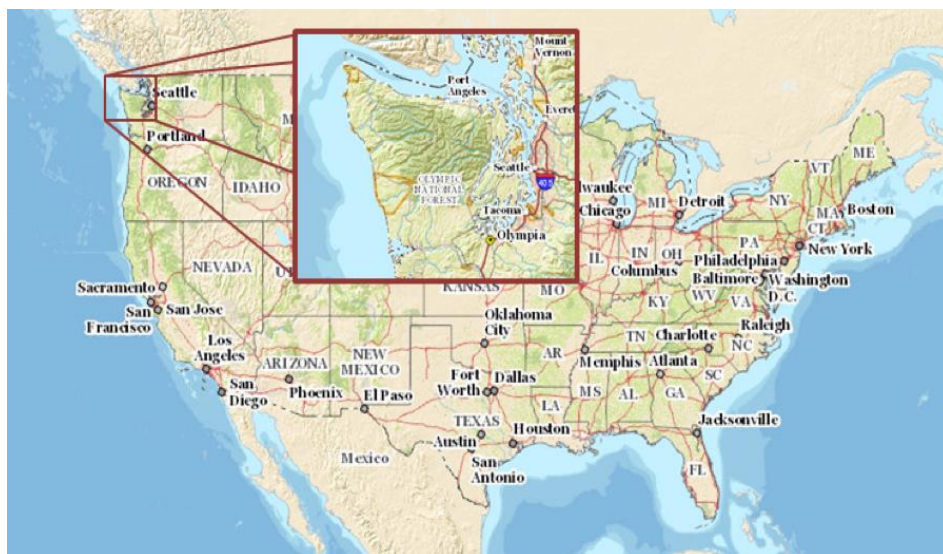 Mount
Vernon
Port
Angeles
Everet
Seattle
Seattle
405
OLYMPIC
NATIONAL
FOREST
Tacoma
Olympia
Portland
OREGON
IDAHO
M
lwaukee
Chicago
MI
Detroit
NY
VT
ME
MA
Boston
CT
New York
PA
Philadelphia
Baltimore
Washington
D.C.
IL
IN
OH
Columbus
WV
VA
KY
NEVADA
U
KANSAS
MO
Sacramento
San
Francisco
San Jose
Los
Angeles
San
Diego
ARIZONA
Phoenix
NEW
MEXICO
El Paso
Oklahoma
City
Fort
Worth
Dallas
AR
TN
Memphis
Charlotte
Raleigh
NC
Atlanta
SC
MS
AL
GA
LA
TEXAS
Austin
Houston
San
Antonio
Jacksonville
FL
Mexico